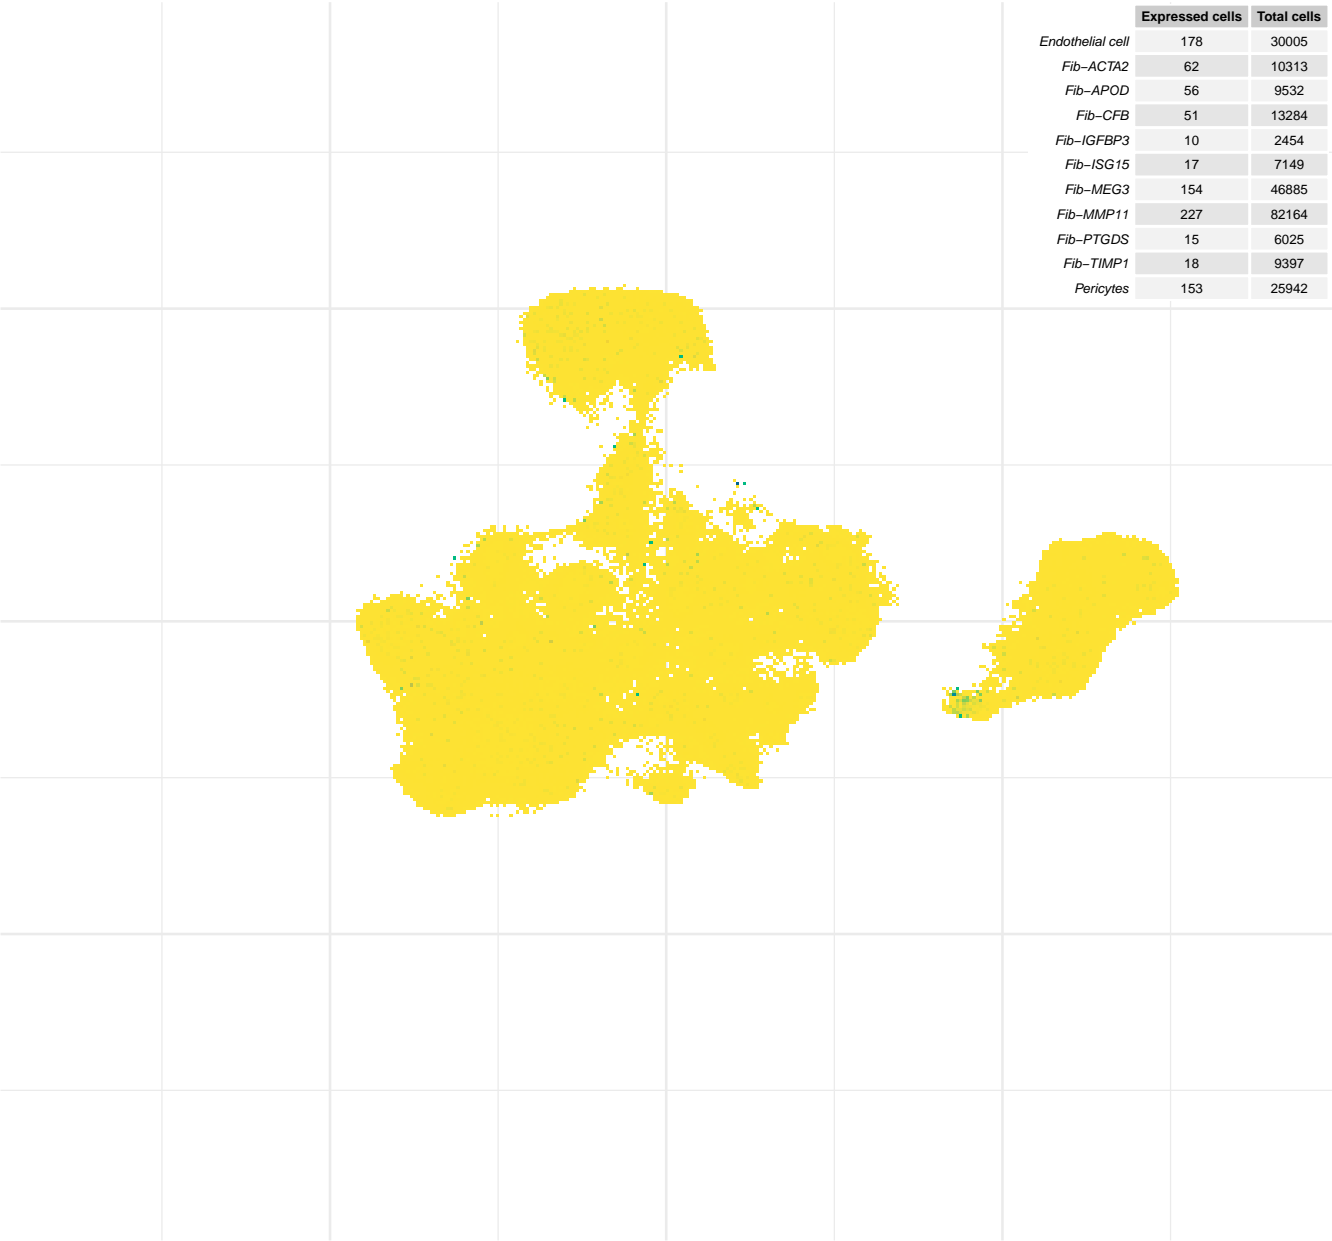 Expressed cells Total cells
Endothelial cell 178 30005
Fib−ACTA2 62 10313
Fib−APOD 56 9532
Fib−CFB 51 13284
Fib−IGFBP3 10 2454
Fib−ISG15 17 7149
Fib−MEG3 154 46885
Fib−MMP11 227 82164
Fib−PTGDS 15 6025
Fib−TIMP1 18 9397
Pericytes 153 25942